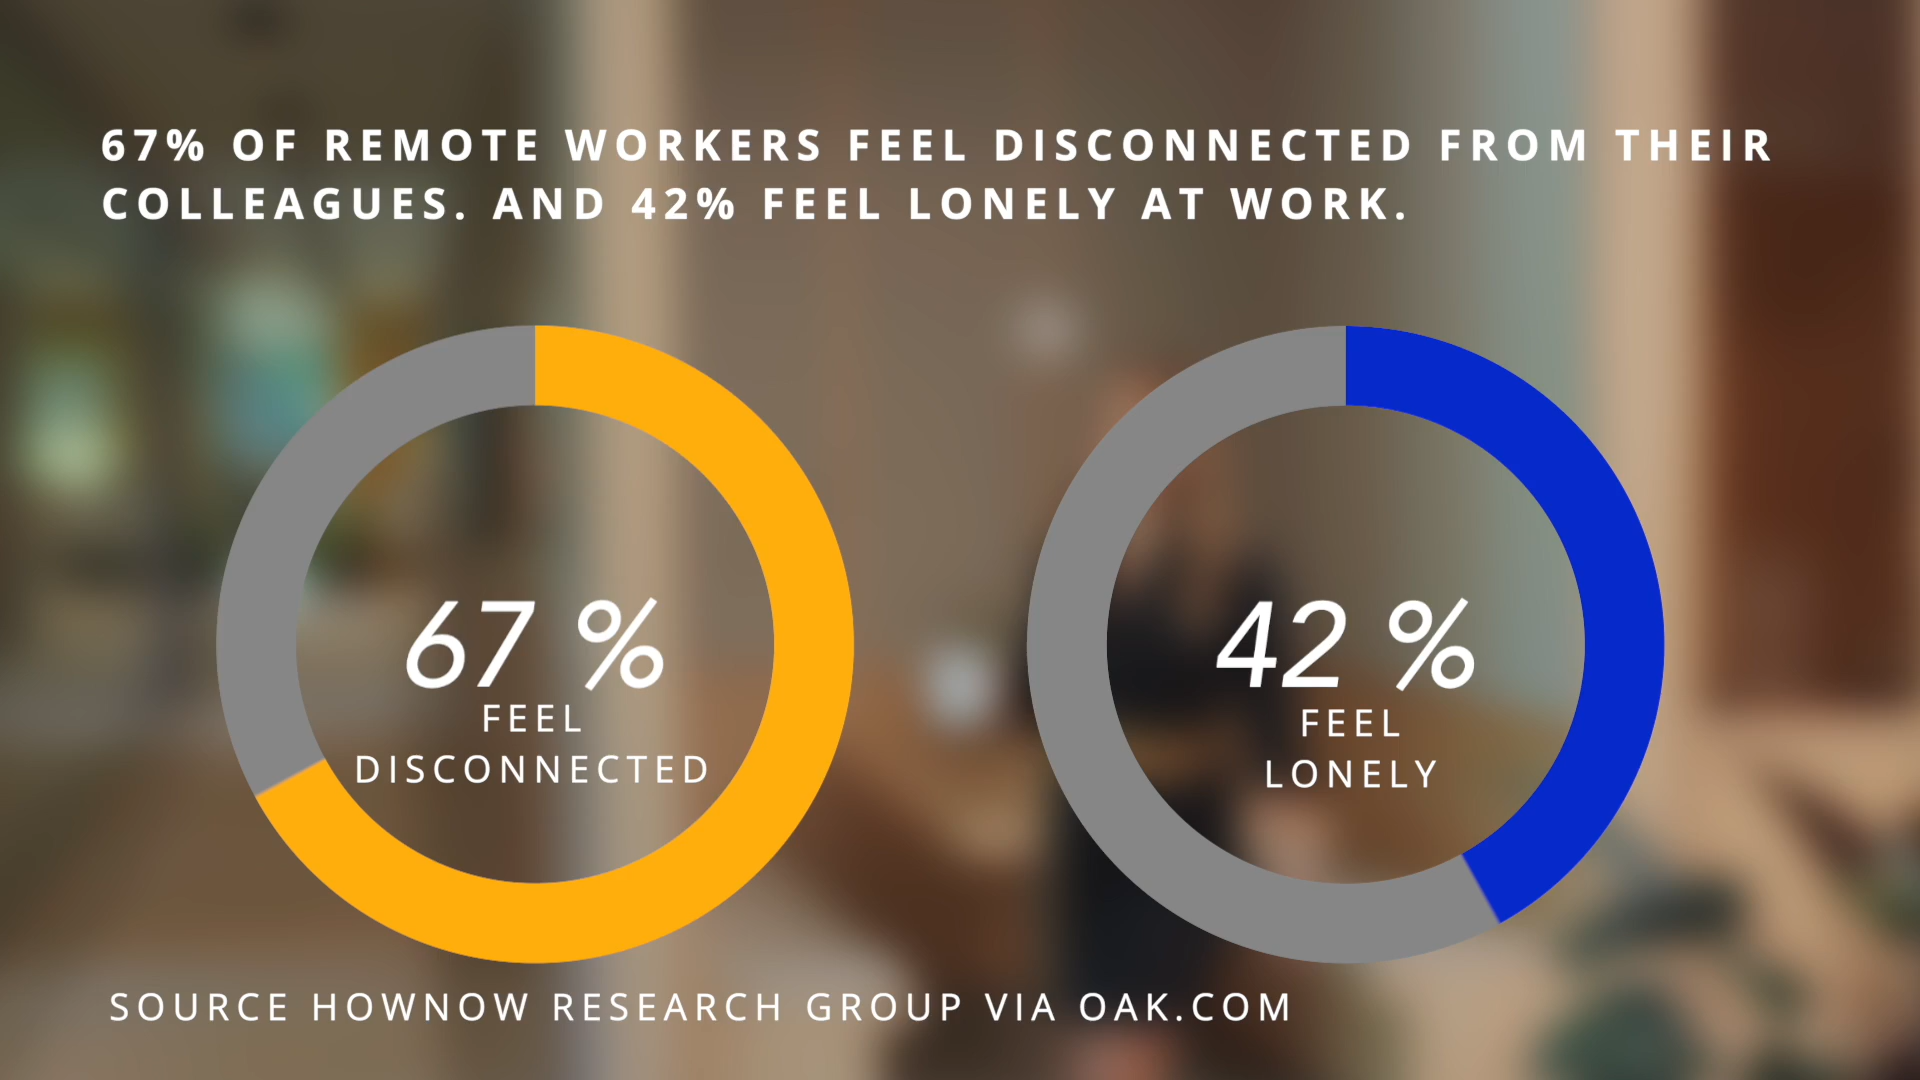 67% OF REMOTE WORKERS FEEL DISCONNECTED FROM THEIR
COLLEAGUES. AND 42% FEEL LONELY AT WORK.
67 %
FEEL
DISCONNECTED
42 %
FEEL
LONELY
SOURCE HOWNOW RESEARCH GROUP VIA OAK.COM